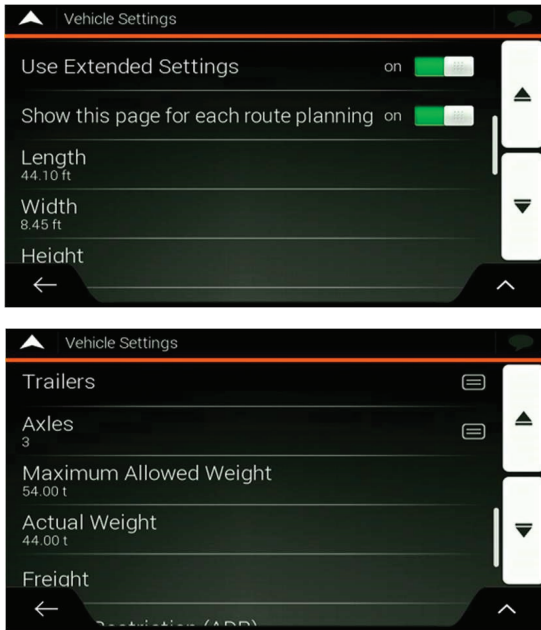 Vehicle Settings
Use Extended Settings on
Show this page for each route planning on
Length
44.10 ft
Width
8.45 ft
Height
Vehicle Settings
Trailers
Axles
3
Maximum Allowed Weight
54.00 t
Actual Weight
44.00 t
Freight
Restriction (ADR)